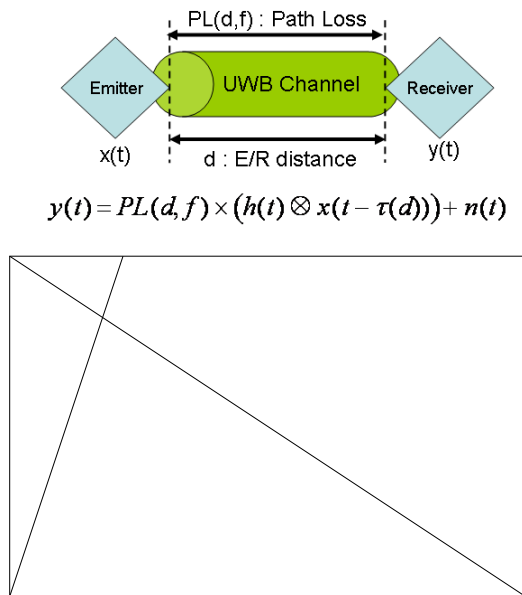 PL(d,f) : Path Loss
Emitter
UWB Channel
Receiver
x(t)
d : E/R distance
y(t)
y(t) = PL(d, f) × (h(t) ⊗ x(t − τ(d))) + n(t)